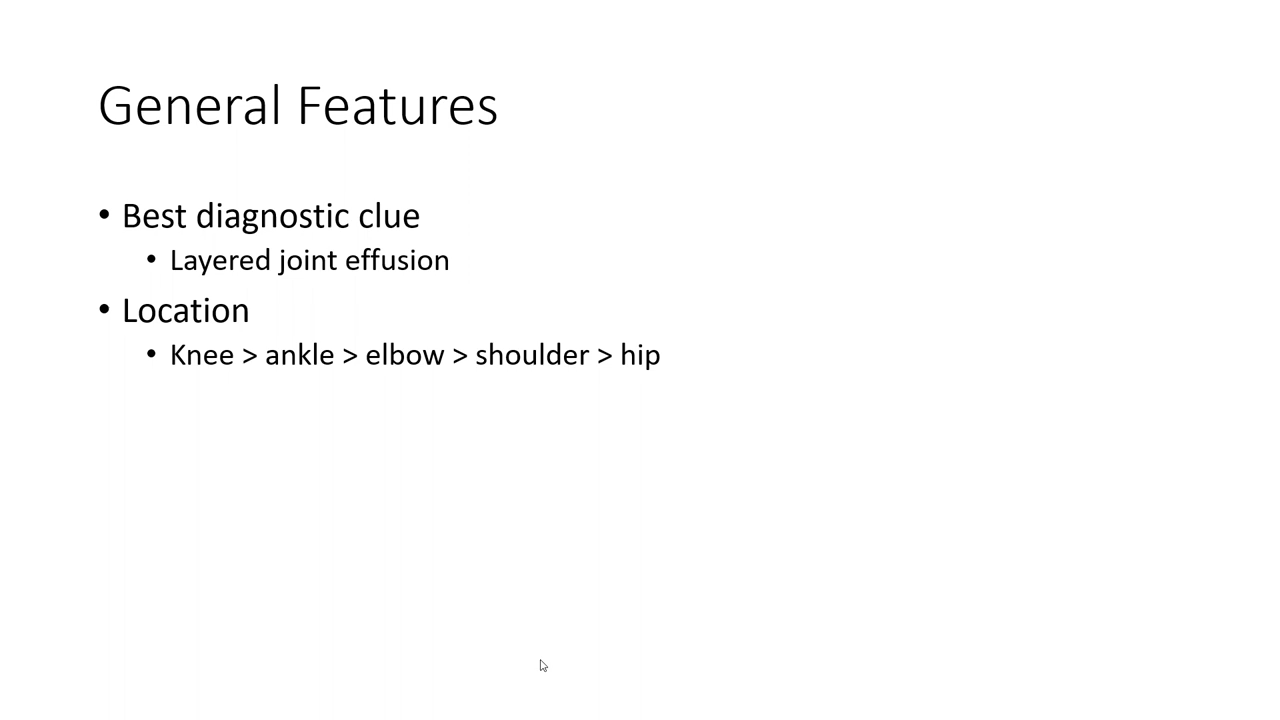 General Features
• Best diagnostic clue
• Layered joint effusion
• Location
• Knee > ankle > elbow > shoulder > hip